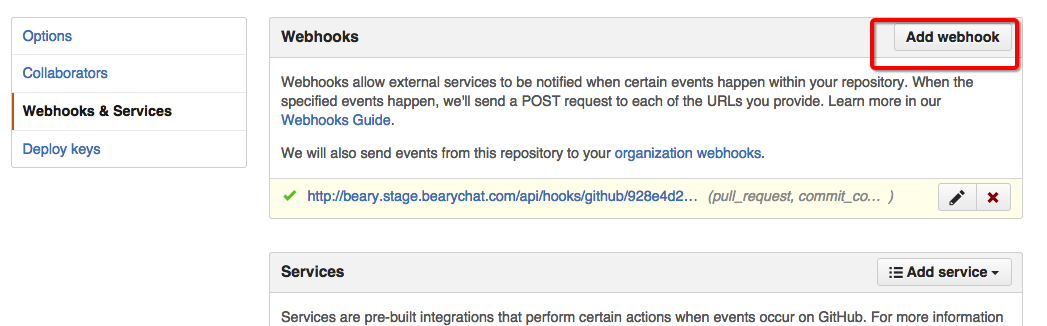 Options
Collaborators
Webhooks & Services
Deploy keys
Webhooks
Add webhook
Webhooks allow external services to be notified when certain events happen within your repository. When the
specified events happen, we'll send a POST request to each of the URLs you provide. Learn more in our
Webhooks Guide.
We will also send events from this repository to your organization webhooks.
http://beary.stage.bearychat.com/api/hooks/github/928e4d2… (pull_request, commit_co… )
Services
Add service
Services are pre-built integrations that perform certain actions when events occur on GitHub. For more information